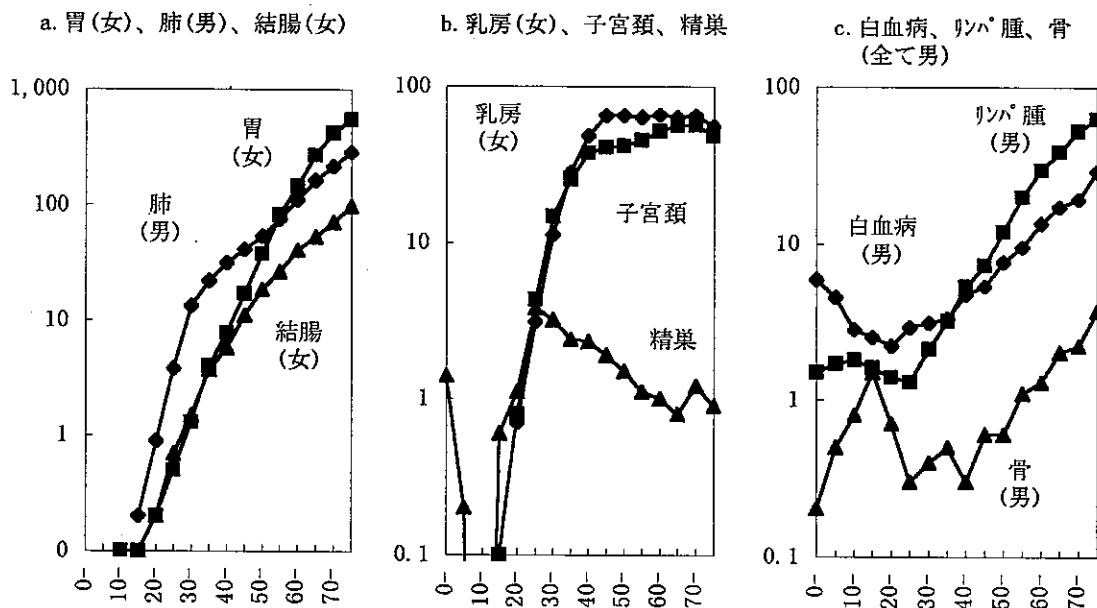 a. 胃(女)、肺(男)、結腸(女)
1,000
100
10
1
0
胃
(女)
肺
(男)
結腸
(女)
0-
10-
20-
30-
40-
50-
60-
70-
b. 乳房(女)、子宮頚、精巣
100
10
1
0.1
乳房
(女)
子宮頚
精巣
0-
10-
20-
30-
40-
50-
60-
70-
c. 白血病、ﾘﾝﾊﾟ腫、骨
(全て男)
100
10
1
0.1
ﾘﾝﾊﾟ腫
(男)
白血病
(男)
骨
(男)
0-
10-
20-
30-
40-
50-
60-
70-